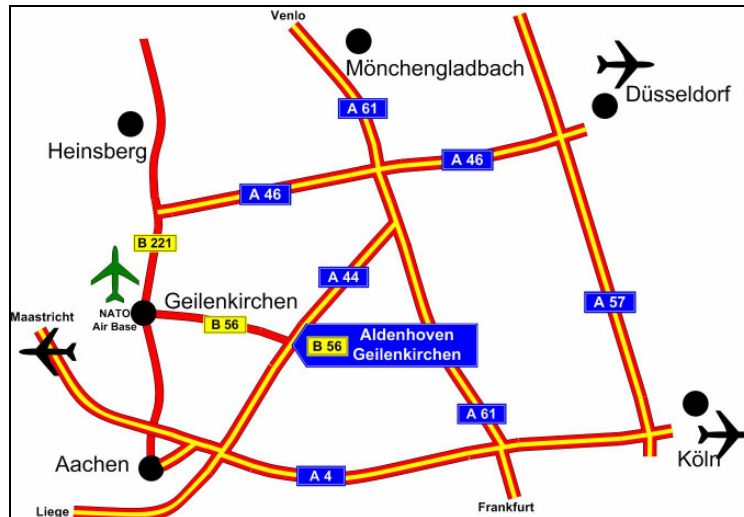 Venlo
Mönchengladbach
Düsseldorf
A 61
Heinsberg
A 46
A 46
B 221
A 44
NATO
Air Base
Geilenkirchen
A 57
Maastricht
B 56
B 56
Aldenhoven
Geilenkirchen
A 61
Aachen
Köln
A 4
Liege
Frankfurt